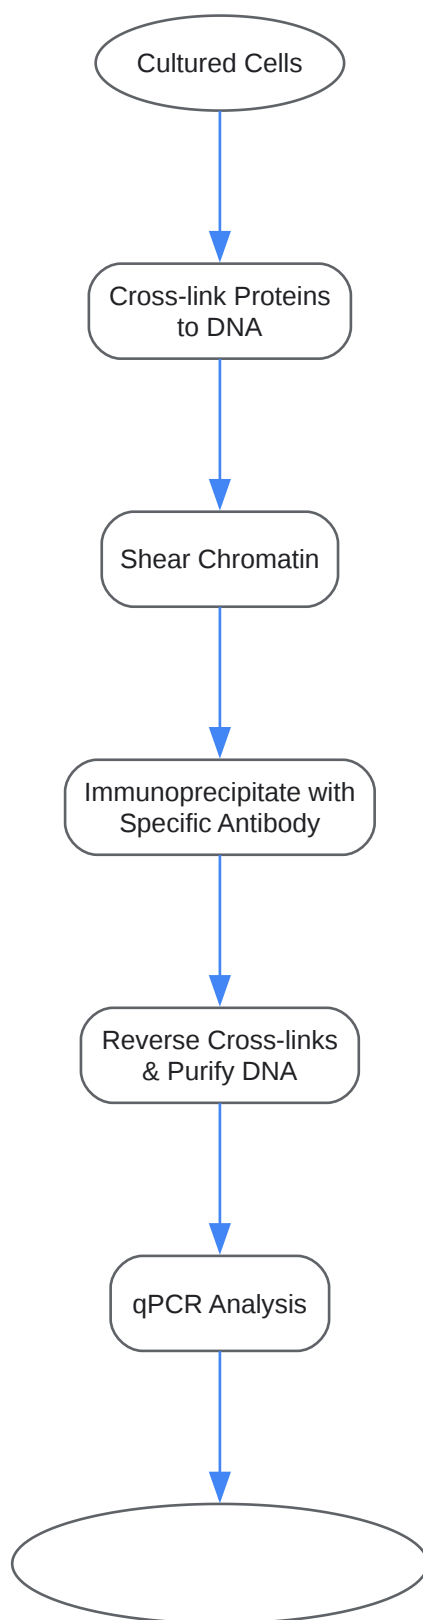 Cultured Cells
Cross-link Proteins
to DNA
Shear Chromatin
Immunoprecipitate with
Specific Antibody
Reverse Cross-links
& Purify DNA
qPCR Analysis